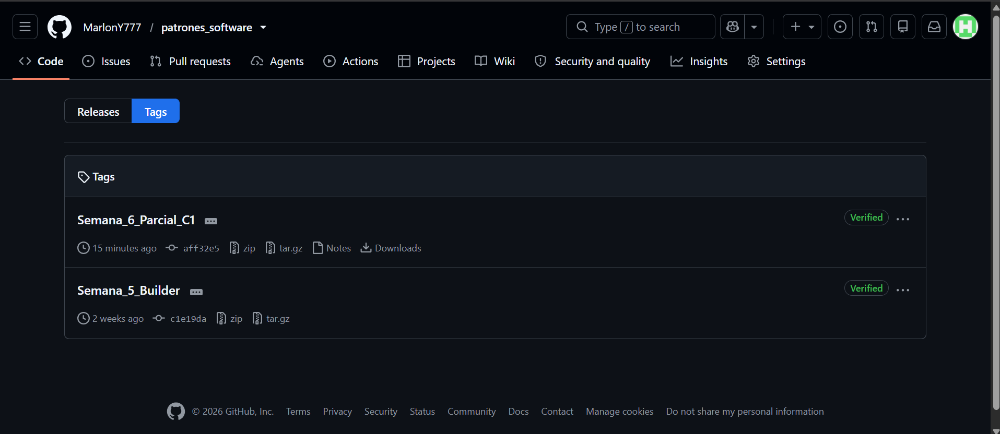 MarlonY777 / patrones_software
Type / to search
Code Issues Pull requests Agents Actions Projects Wiki Security and quality Insights Settings
Releases Tags
Tags
Semana_6_Parcial_C1
Verified
15 minutes ago aff32e5 zip tar.gz Notes Downloads
Semana_5_Builder
Verified
2 weeks ago c1e19da zip tar.gz
© 2026 GitHub, Inc. Terms Privacy Security Status Community Docs Contact Manage cookies Do not share my personal information